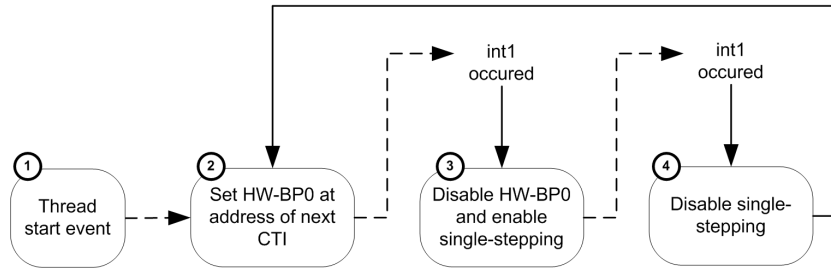 1
Thread
start event
2
Set HW-BP0 at
address of next
CTI
int1
occured
3
Disable HW-BP0
and enable
single-stepping
int1
occured
4
Disable single-
stepping